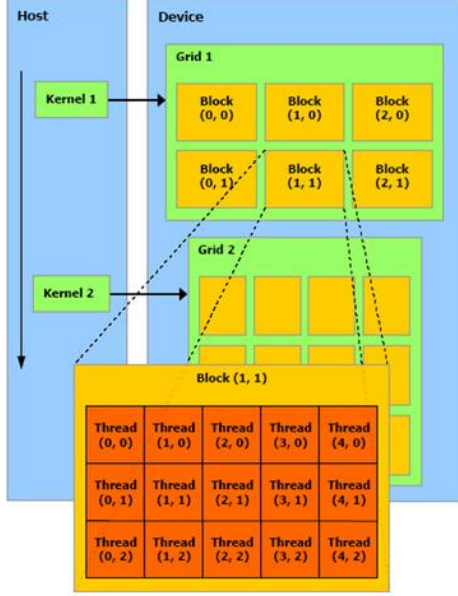 Host
Device
Grid 1
Kernel 1
Block
(0, 0)
Block
(1, 0)
Block
(2, 0)
Block
(0, 1)
Block
(1, 1)
Block
(2, 1)
Grid 2
Kernel 2
Block (1, 1)
Thread
(0, 0)
Thread
(1, 0)
Thread
(2, 0)
Thread
(3, 0)
Thread
(4, 0)
Thread
(0, 1)
Thread
(1, 1)
Thread
(2, 1)
Thread
(3, 1)
Thread
(4, 1)
Thread
(0, 2)
Thread
(1, 2)
Thread
(2, 2)
Thread
(3, 2)
Thread
(4, 2)